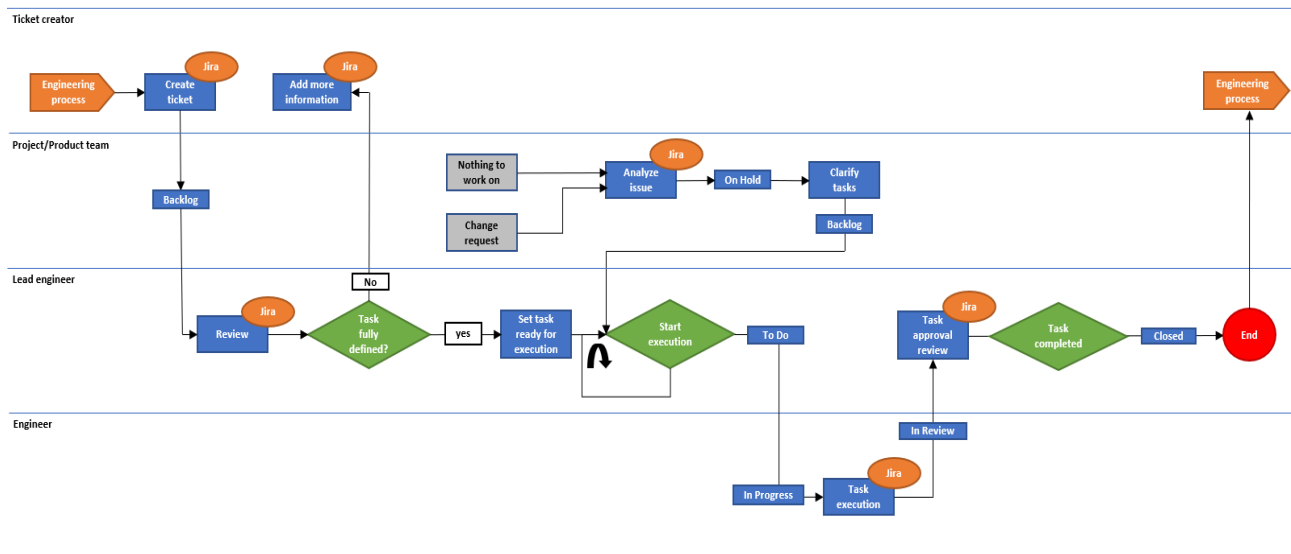 Ticket creator
Jira
Jira
Engineering
process
Create
ticket
Add more
information
Engineering
process
Project/Product team
Jira
Nothing to
work on
Analyze
issue
On Hold
Clarify
tasks
Backlog
Change
request
Backlog
Lead engineer
No
Jira
Jira
Review
Task
fully
defined?
yes
Set task
ready for
execution
Start
execution
To Do
Task
approval
review
Task
completed
Closed
End
Engineer
In Review
Jira
In Progress
Task
execution